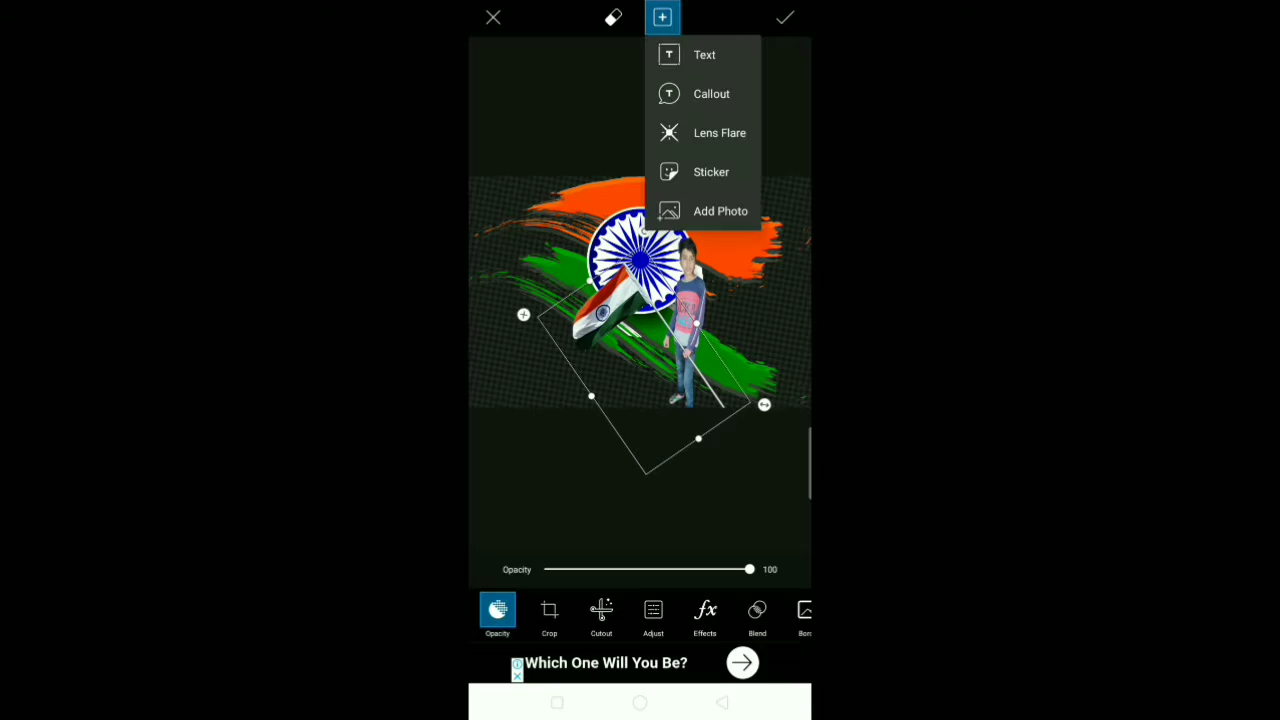 Text
Callout
Lens Flare
Sticker
Add Photo
Opacity 100
Opacity Crop Cutout Adjust Effects Blend Bor
Which One Will You Be?